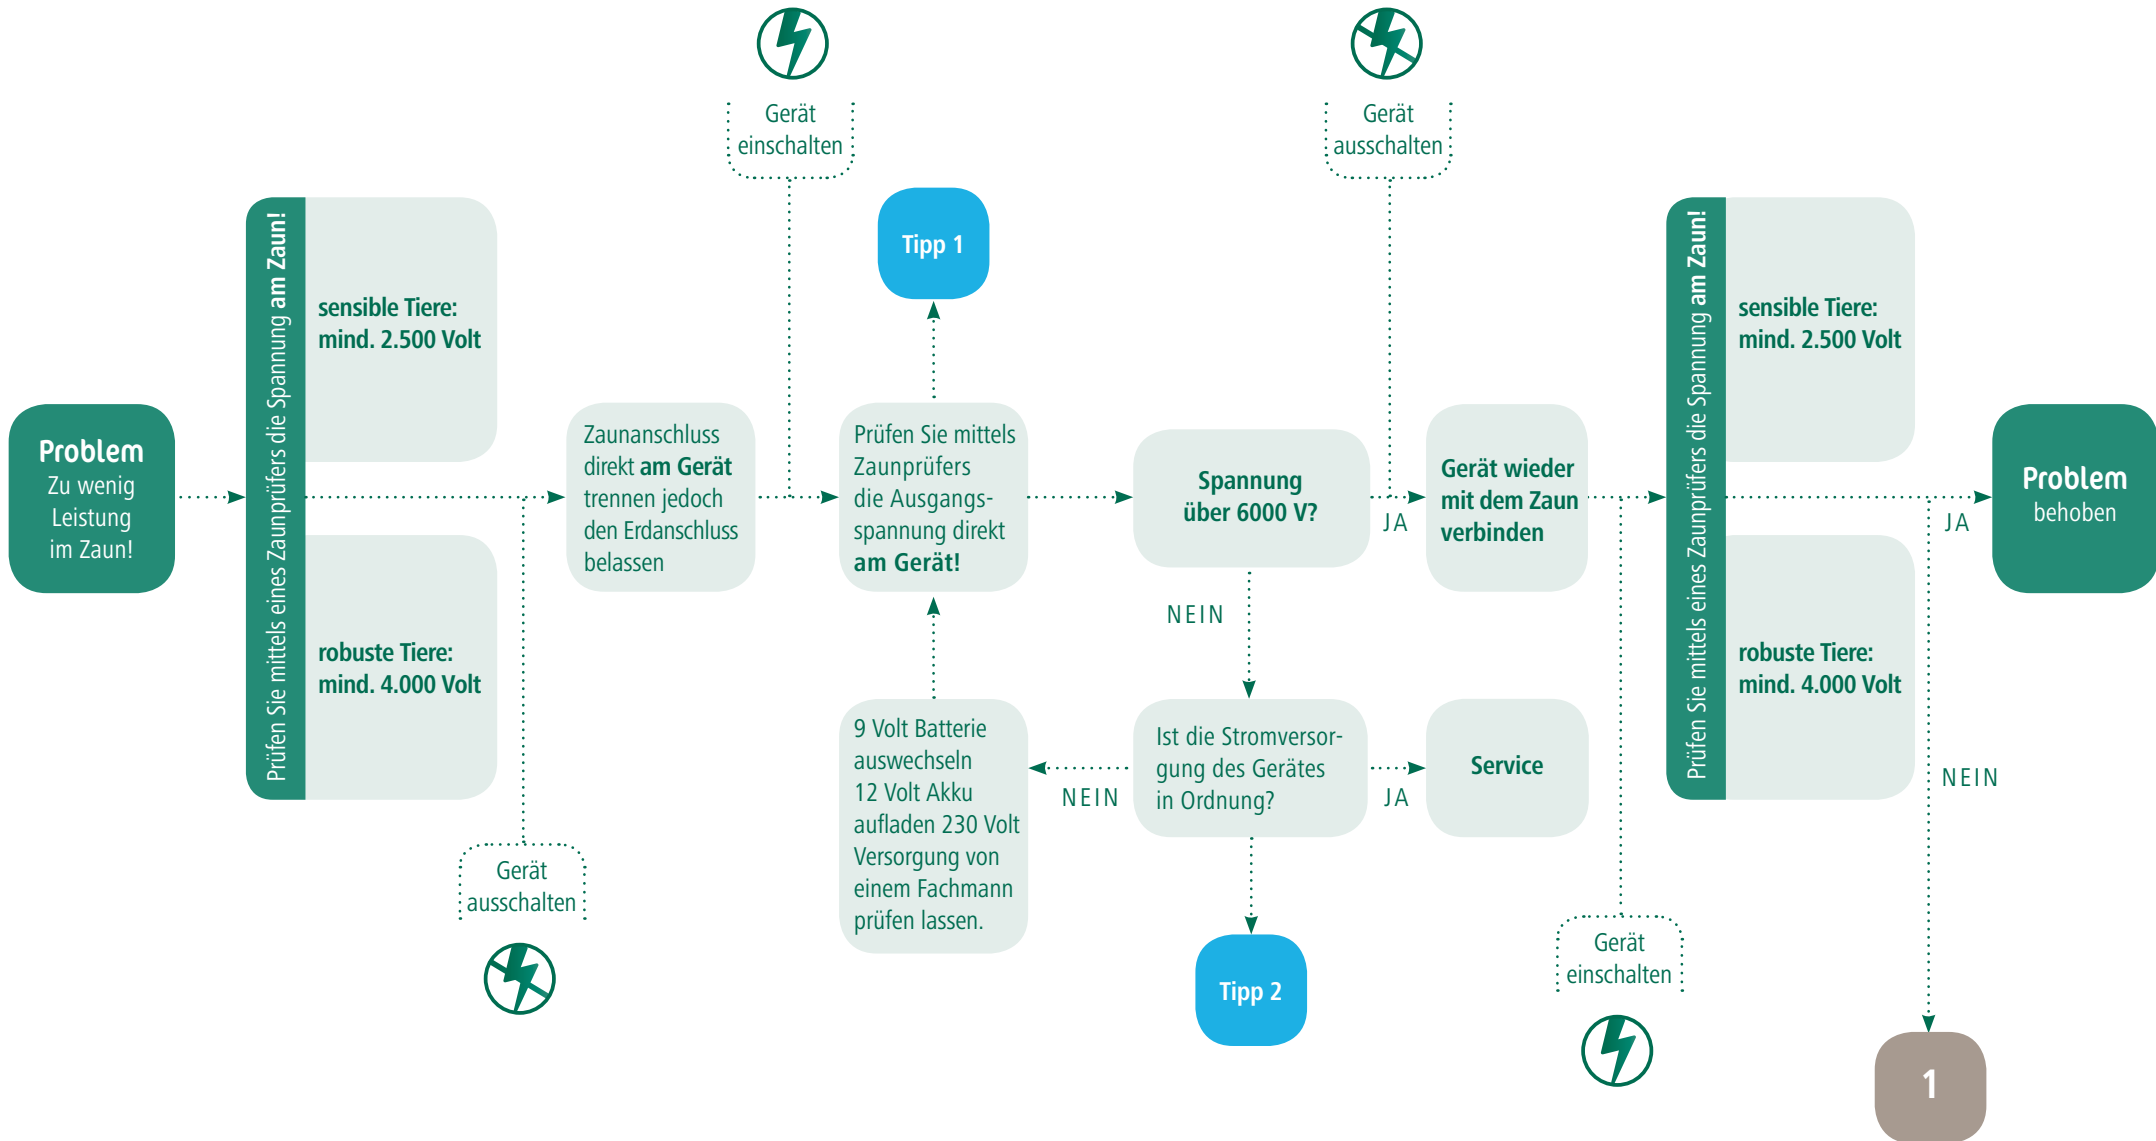 Problem
Zu wenig
Leistung
im Zaun!
Prüfen Sie mittels eines Zaunprüfers die Spannung am Zaun!
sensible Tiere:
mind. 2.500 Volt
robuste Tiere:
mind. 4.000 Volt
Gerät
ausschalten
Zaunanschluss
direkt am Gerät
trennen jedoch
den Erdanschluss
belassen
Gerät
einschalten
Prüfen Sie mittels
Zaunprüfers
die Ausgangs-
spannung direkt
am Gerät!
Tipp 1
Spannung
über 6000 V?
JA
NEIN
Ist die Stromversor-
gung des Gerätes
in Ordnung?
NEIN
9 Volt Batterie
auswechseln
12 Volt Akku
aufladen 230 Volt
Versorgung von
einem Fachmann
prüfen lassen.
JA
Service
Tipp 2
Gerät
ausschalten
Gerät wieder
mit dem Zaun
verbinden
Gerät
einschalten
Prüfen Sie mittels eines Zaunprüfers die Spannung am Zaun!
sensible Tiere:
mind. 2.500 Volt
robuste Tiere:
mind. 4.000 Volt
JA
Problem
behoben
NEIN
1